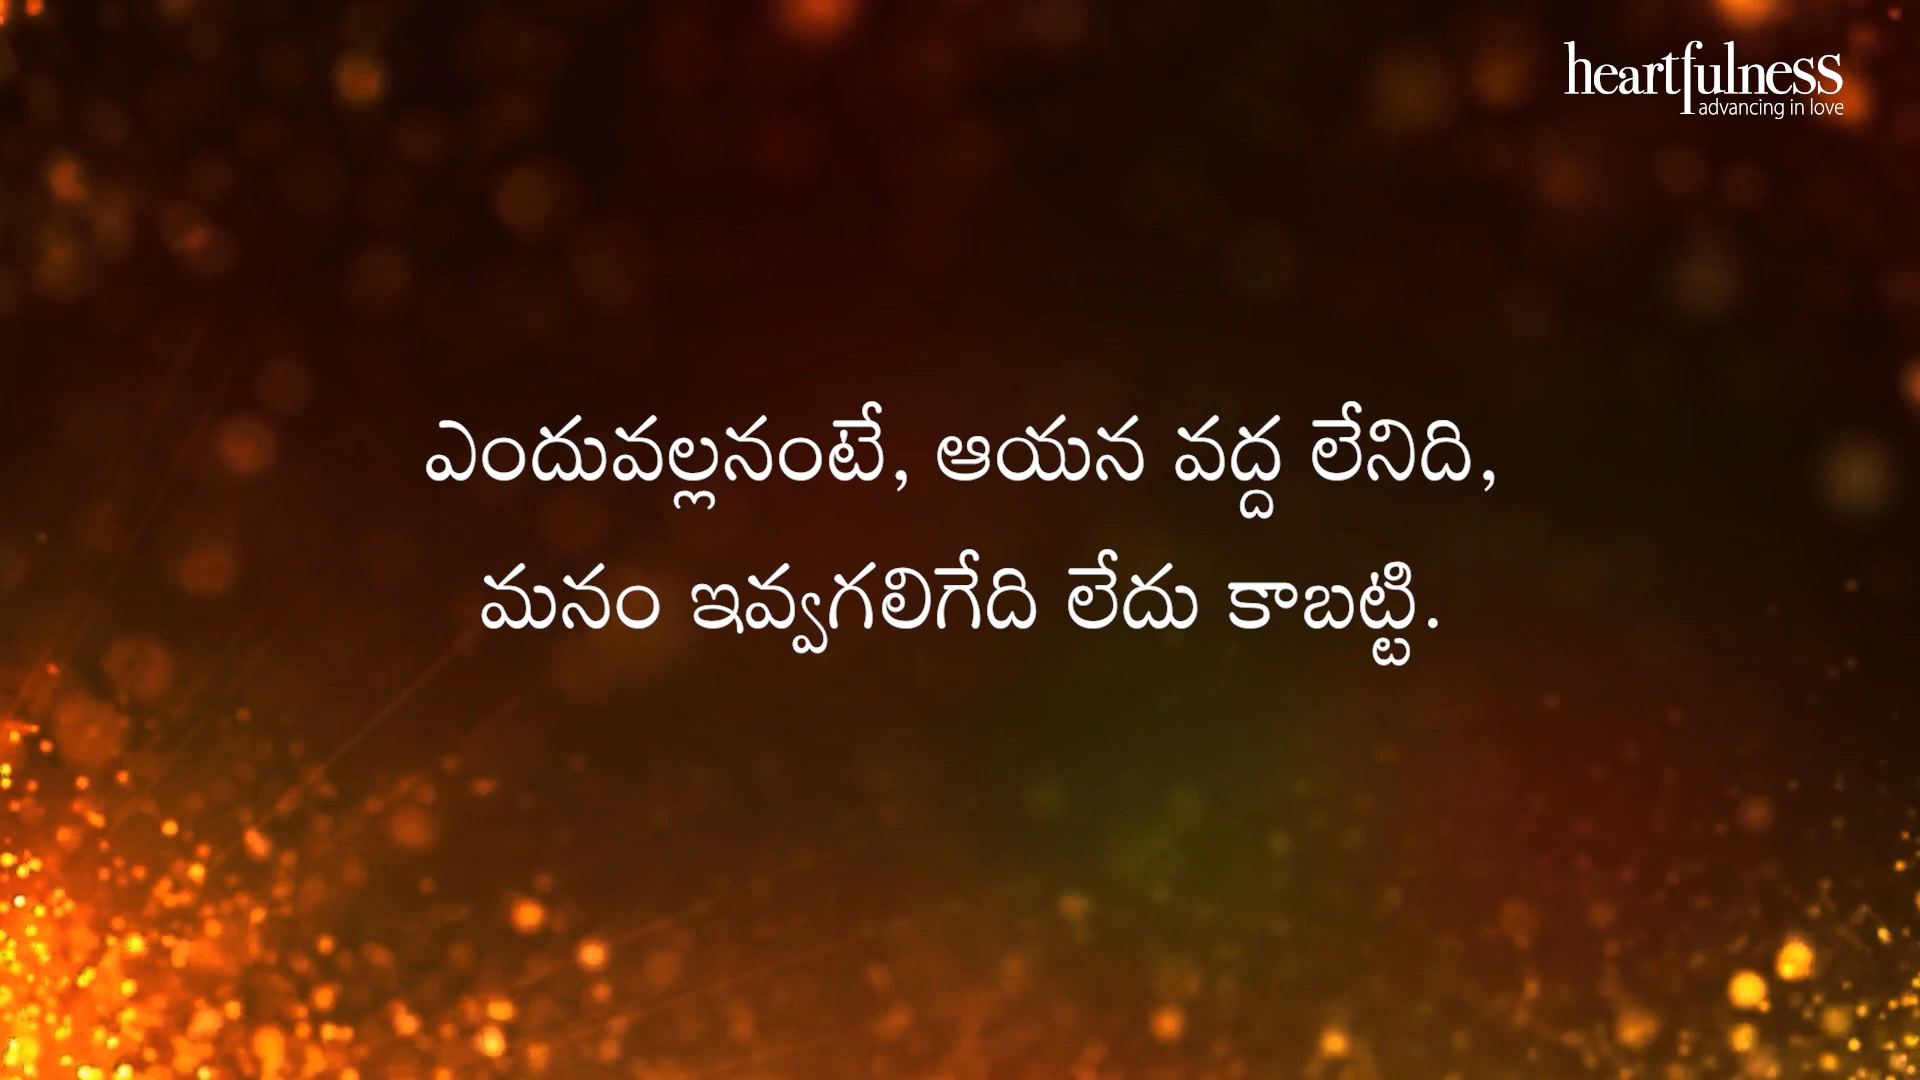 heartfulness
advancing in love
ఎందువల్లనంటే, ఆయన వద్ద లేనిది,
మనం ఇవ్వగలిగేది లేదు కాబట్టి.